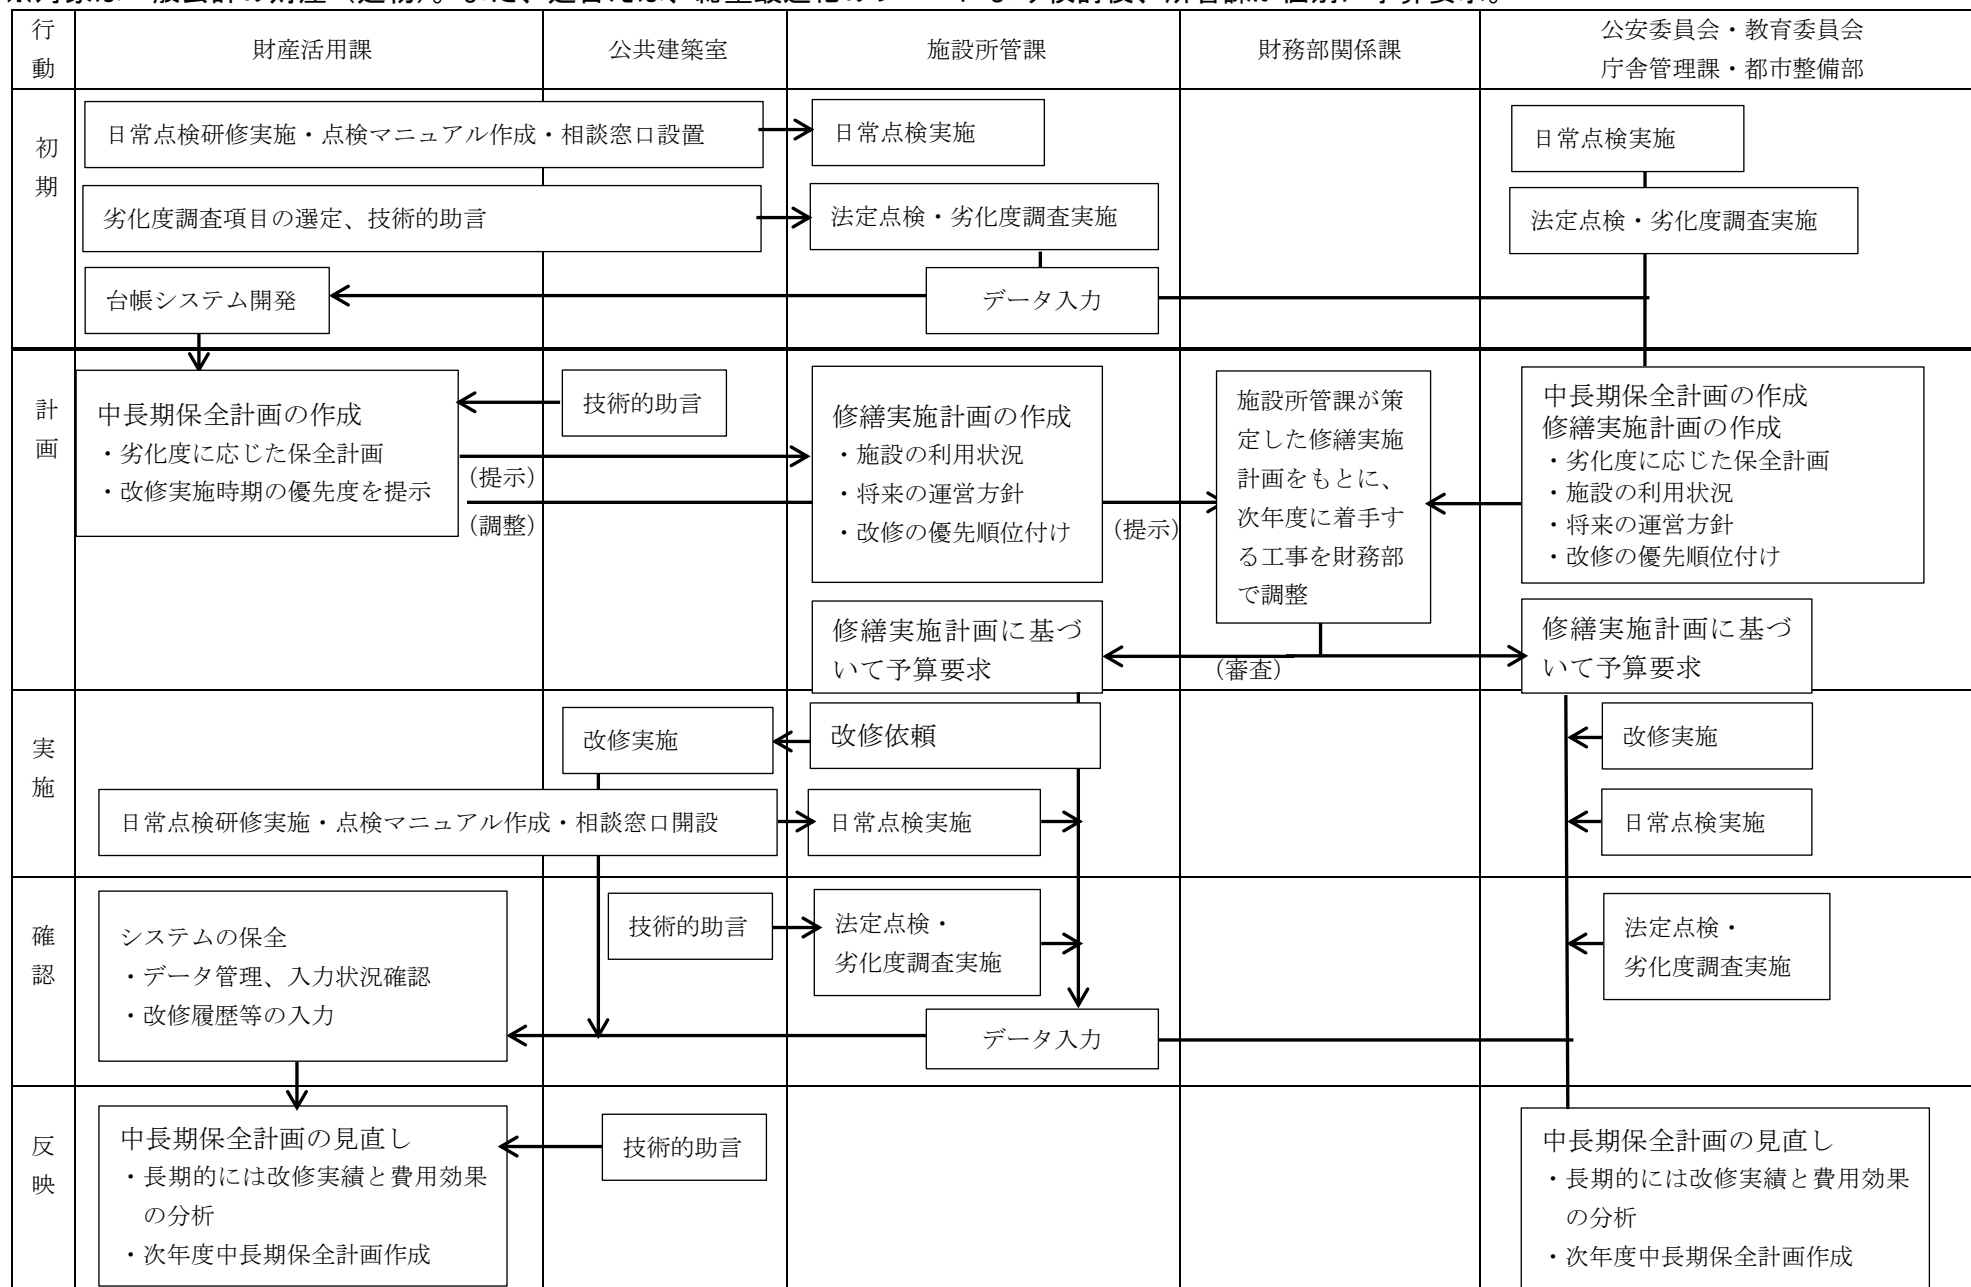 行
動
財産活用課
公共建築室
施設所管課
財務部関係課
公安委員会・教育委員会
庁舎管理課・都市整備部
初
期
日常点検研修実施・点検マニュアル作成・相談窓口設置
日常点検実施
日常点検実施
劣化度調査項目の選定、技術的助言
法定点検・劣化度調査実施
法定点検・劣化度調査実施
台帳システム開発
データ入力
計
画
中長期保全計画の作成
・劣化度に応じた保全計画
・改修実施時期の優先度を提示
技術的助言
(提示)
(調整)
修繕実施計画の作成
・施設の利用状況
・将来の運営方針
・改修の優先順位付け
(提示)
施設所管課が策
定した修繕実施
計画をもとに、
次年度に着手す
る工事を財務部
で調整
中長期保全計画の作成
修繕実施計画の作成
・劣化度に応じた保全計画
・施設の利用状況
・将来の運営方針
・改修の優先順位付け
修繕実施計画に基づ
いて予算要求
(審査)
修繕実施計画に基づ
いて予算要求
実
施
改修実施
改修依頼
改修実施
日常点検研修実施・点検マニュアル作成・相談窓口開設
日常点検実施
日常点検実施
確
認
システムの保全
・データ管理、入力状況確認
・改修履歴等の入力
技術的助言
法定点検・
劣化度調査実施
法定点検・
劣化度調査実施
データ入力
反
映
中長期保全計画の見直し
・長期的には改修実績と費用効果
の分析
・次年度中長期保全計画作成
技術的助言
中長期保全計画の見直し
・長期的には改修実績と費用効果
の分析
・次年度中長期保全計画作成